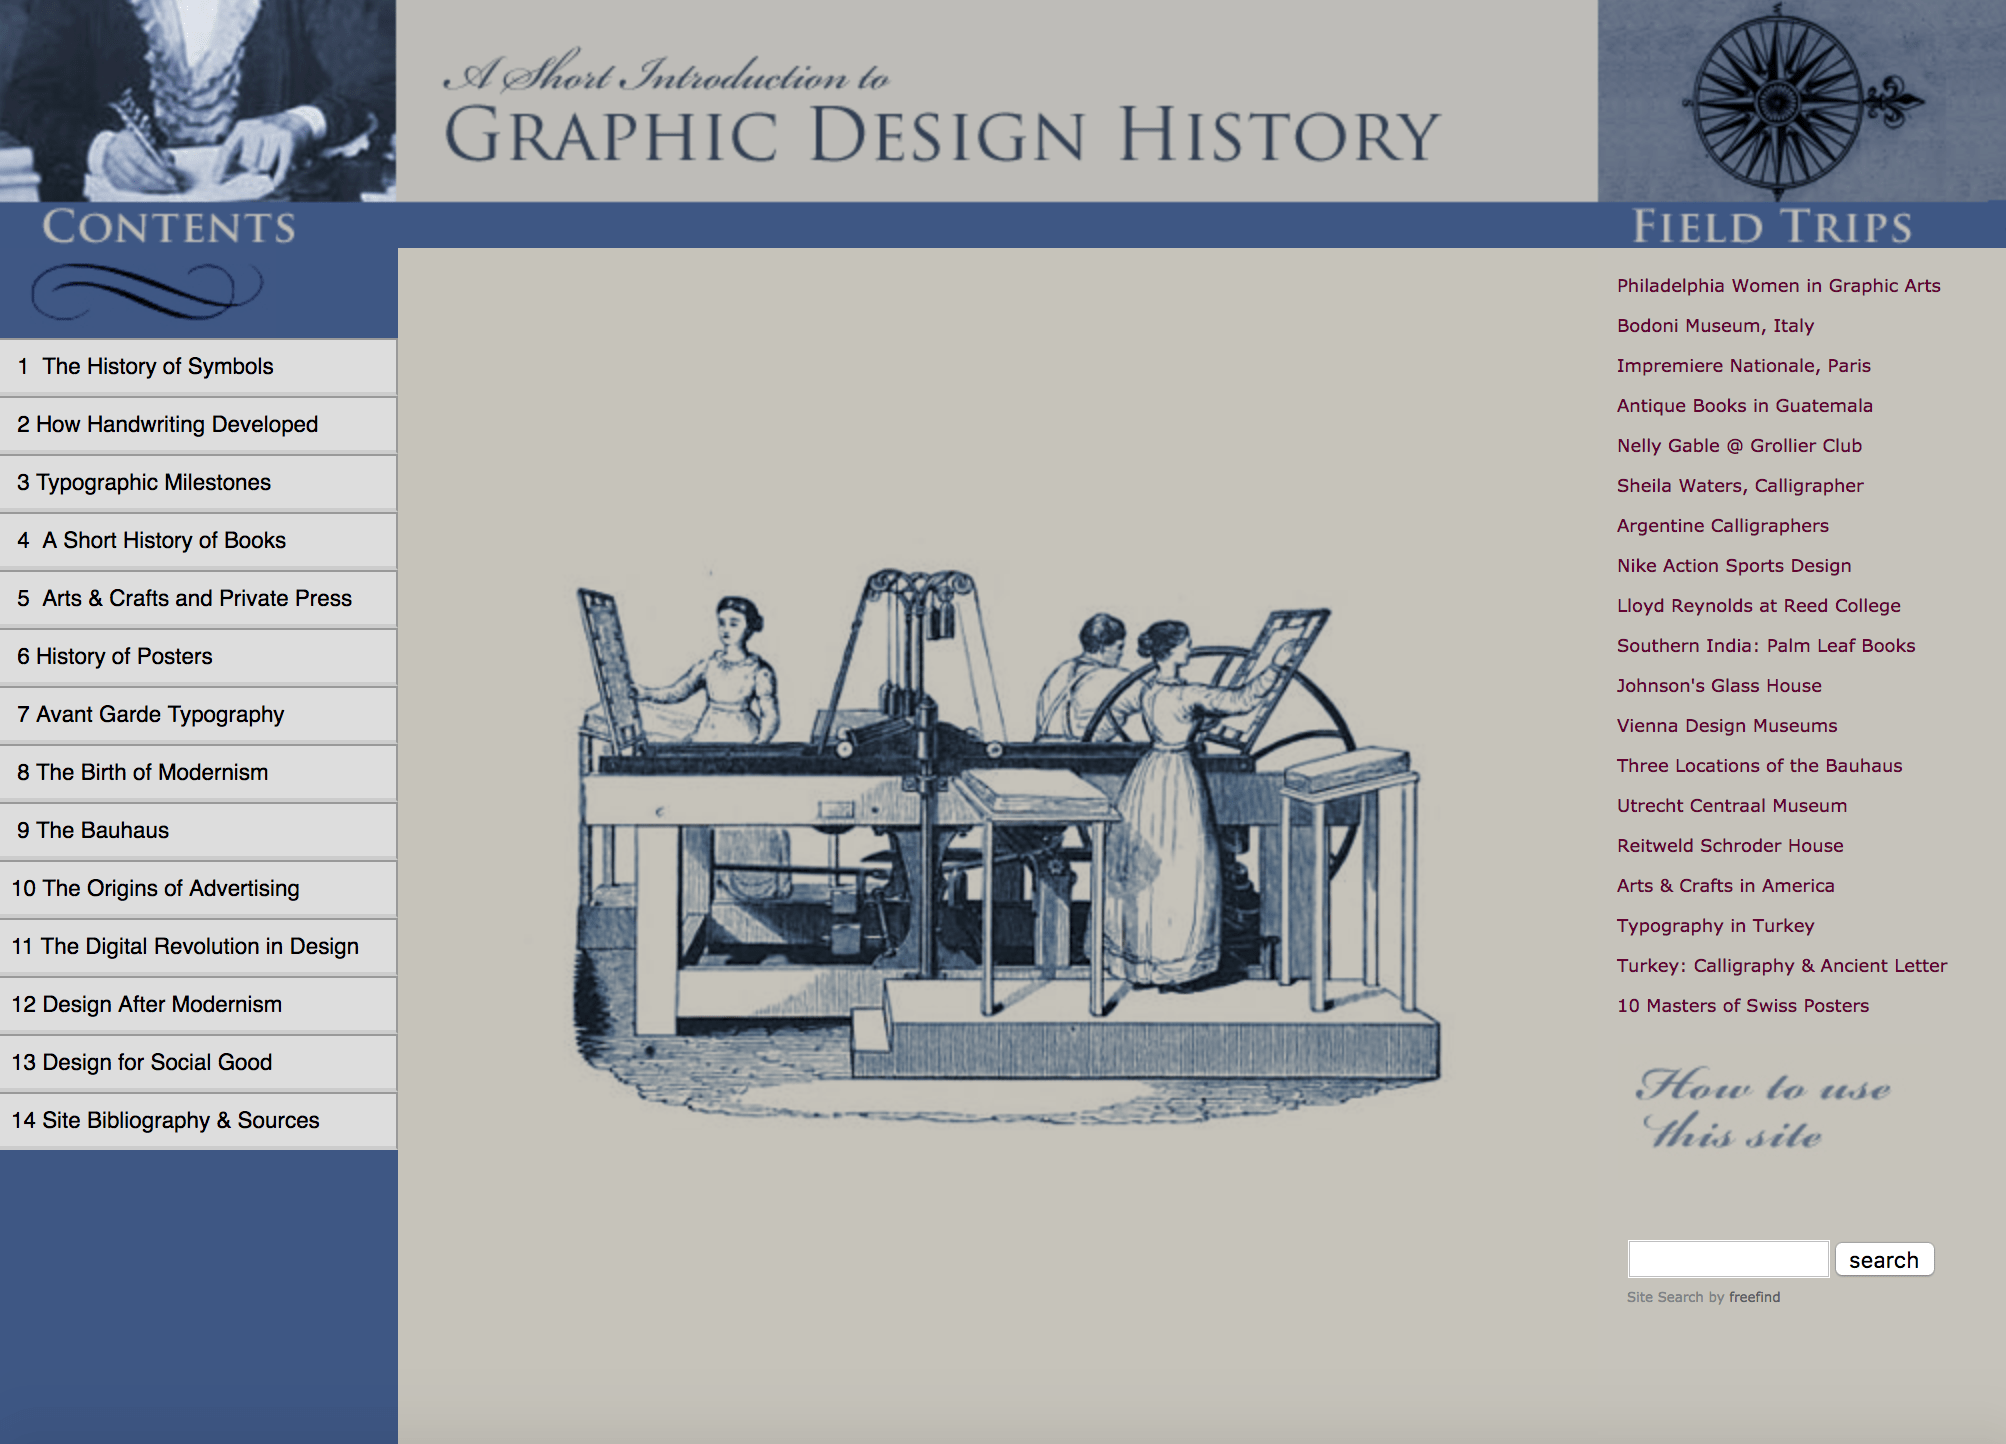 A Short Introduction to
GRAPHIC DESIGN HISTORY
CONTENTS
1 The History of Symbols
2 How Handwriting Developed
3 Typographic Milestones
4 A Short History of Books
5 Arts & Crafts and Private Press
6 History of Posters
7 Avant Garde Typography
8 The Birth of Modernism
9 The Bauhaus
10 The Origins of Advertising
11 The Digital Revolution in Design
12 Design After Modernism
13 Design for Social Good
14 Site Bibliography & Sources
FIELD TRIPS
Philadelphia Women in Graphic Arts
Bodoni Museum, Italy
Impremiere Nationale, Paris
Antique Books in Guatemala
Nelly Gable @ Grollier Club
Sheila Waters, Calligrapher
Argentine Calligraphers
Nike Action Sports Design
Lloyd Reynolds at Reed College
Southern India: Palm Leaf Books
Johnson's Glass House
Vienna Design Museums
Three Locations of the Bauhaus
Utrecht Centraal Museum
Reitweld Schroder House
Arts & Crafts in America
Typography in Turkey
Turkey: Calligraphy & Ancient Letter
10 Masters of Swiss Posters
How to use
this site
search
Site Search by freefind